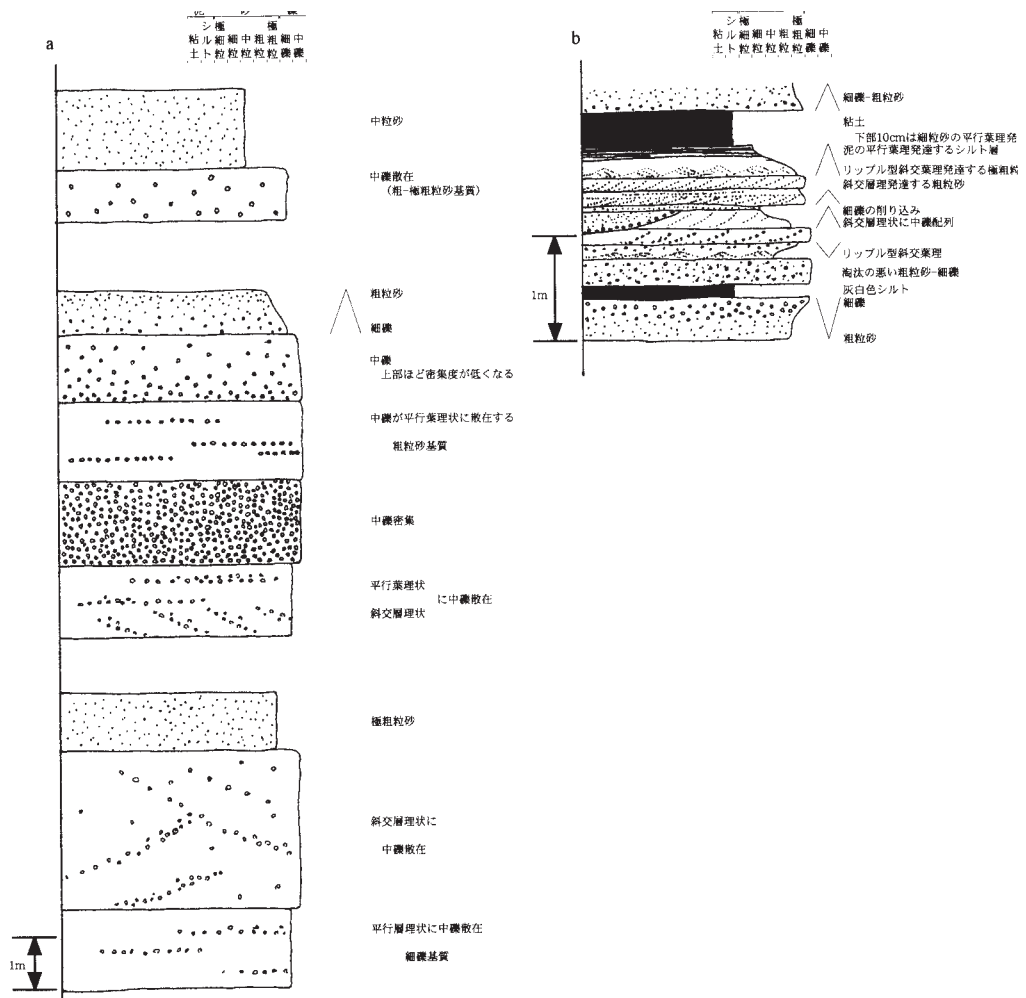 a
泥 砂 礫
粘土 シルト 極細粒 細粒 中粒 粗粒 極粗粒 細礫 中礫
中粒砂
中礫散在
(粗-極粗粒砂基質)
粗粒砂
細礫
中礫
上部ほど密集度が低くなる
中礫が平行葉理状に散在する
粗粒砂基質
中礫密集
平行葉理状
に中礫散在
斜交層理状
極粗粒砂
斜交層理状に
中礫散在
平行層理状に中礫散在
細礫基質
1m
b
粘土 シルト 極細粒 細粒 中粒 粗粒 極粗粒 細礫 中礫
細礫-粗粒砂
粘土
下部10cmは細粒砂の平行葉理発
泥の平行葉理発達するシルト層
リップル型斜交葉理発達する極粗粒
斜交層理発達する粗粒砂
細礫の削り込み
斜交層理状に中礫配列
リップル型斜交葉理
淘汰の悪い粗粒砂-細礫
灰白色シルト
細礫
粗粒砂
1m